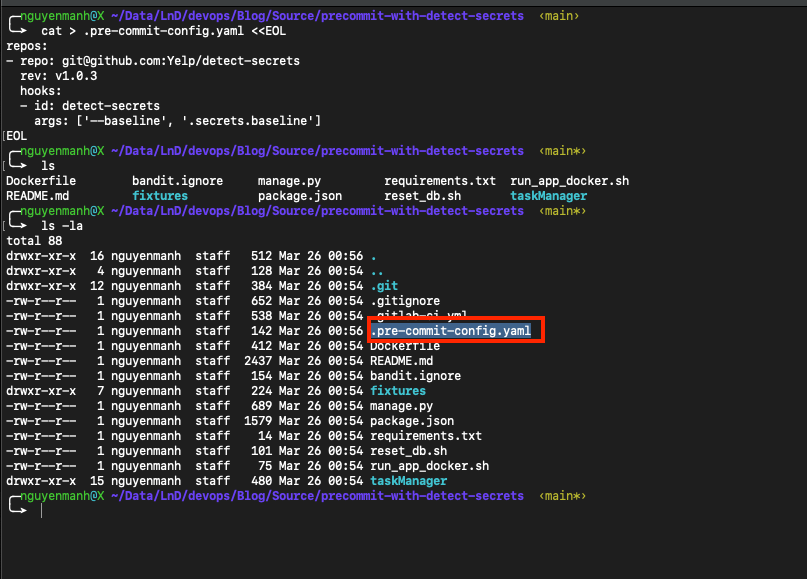 nguyenmanh@X ~/Data/LnD/devops/Blog/Source/precommit-with-detect-secrets ‹main›
cat > .pre-commit-config.yaml <<EOL
repos:
- repo: git@github.com:Yelp/detect-secrets
  rev: v1.0.3
  hooks:
  - id: detect-secrets
    args: ['--baseline', '.secrets.baseline']
EOL
nguyenmanh@X ~/Data/LnD/devops/Blog/Source/precommit-with-detect-secrets ‹main*›
ls
Dockerfile bandit.ignore manage.py requirements.txt run_app_docker.sh
README.md fixtures package.json reset_db.sh taskManager
nguyenmanh@X ~/Data/LnD/devops/Blog/Source/precommit-with-detect-secrets ‹main*›
ls -la
total 88
drwxr-xr-x 16 nguyenmanh staff 512 Mar 26 00:56 .
drwxr-xr-x 4 nguyenmanh staff 128 Mar 26 00:54 ..
drwxr-xr-x 12 nguyenmanh staff 384 Mar 26 00:54 .git
-rw-r--r-- 1 nguyenmanh staff 652 Mar 26 00:54 .gitignore
-rw-r--r-- 1 nguyenmanh staff 538 Mar 26 00:54 .gitlab-ci.yml
-rw-r--r-- 1 nguyenmanh staff 142 Mar 26 00:56 .pre-commit-config.yaml
-rw-r--r-- 1 nguyenmanh staff 412 Mar 26 00:54 Dockerfile
-rw-r--r-- 1 nguyenmanh staff 2437 Mar 26 00:54 README.md
-rw-r--r-- 1 nguyenmanh staff 154 Mar 26 00:54 bandit.ignore
drwxr-xr-x 7 nguyenmanh staff 224 Mar 26 00:54 fixtures
-rw-r--r-- 1 nguyenmanh staff 689 Mar 26 00:54 manage.py
-rw-r--r-- 1 nguyenmanh staff 1579 Mar 26 00:54 package.json
-rw-r--r-- 1 nguyenmanh staff 14 Mar 26 00:54 requirements.txt
-rw-r--r-- 1 nguyenmanh staff 101 Mar 26 00:54 reset_db.sh
-rw-r--r-- 1 nguyenmanh staff 75 Mar 26 00:54 run_app_docker.sh
drwxr-xr-x 15 nguyenmanh staff 480 Mar 26 00:54 taskManager
nguyenmanh@X ~/Data/LnD/devops/Blog/Source/precommit-with-detect-secrets ‹main*›